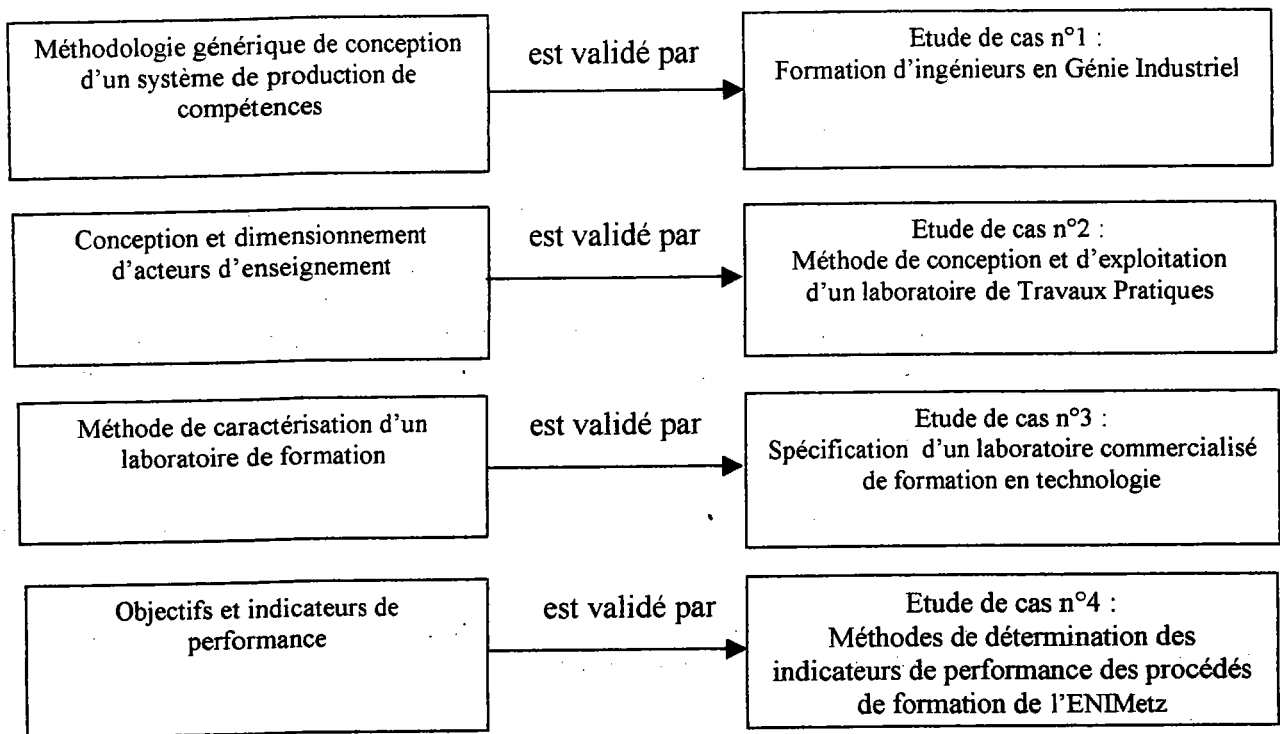 Méthodologie générique de conception
d'un système de production de
compétences
est validé par
Etude de cas n°1 :
Formation d'ingénieurs en Génie Industriel
Conception et dimensionnement
d'acteurs d'enseignement
est validé par
Etude de cas n°2 :
Méthode de conception et d'exploitation
d'un laboratoire de Travaux Pratiques
Méthode de caractérisation d'un
laboratoire de formation
est validé par
Etude de cas n°3 :
Spécification d'un laboratoire commercialisé
de formation en technologie
Objectifs et indicateurs de
performance
est validé par
Etude de cas n°4 :
Méthodes de détermination des
indicateurs de performance des procédés
de formation de l'ENIMetz